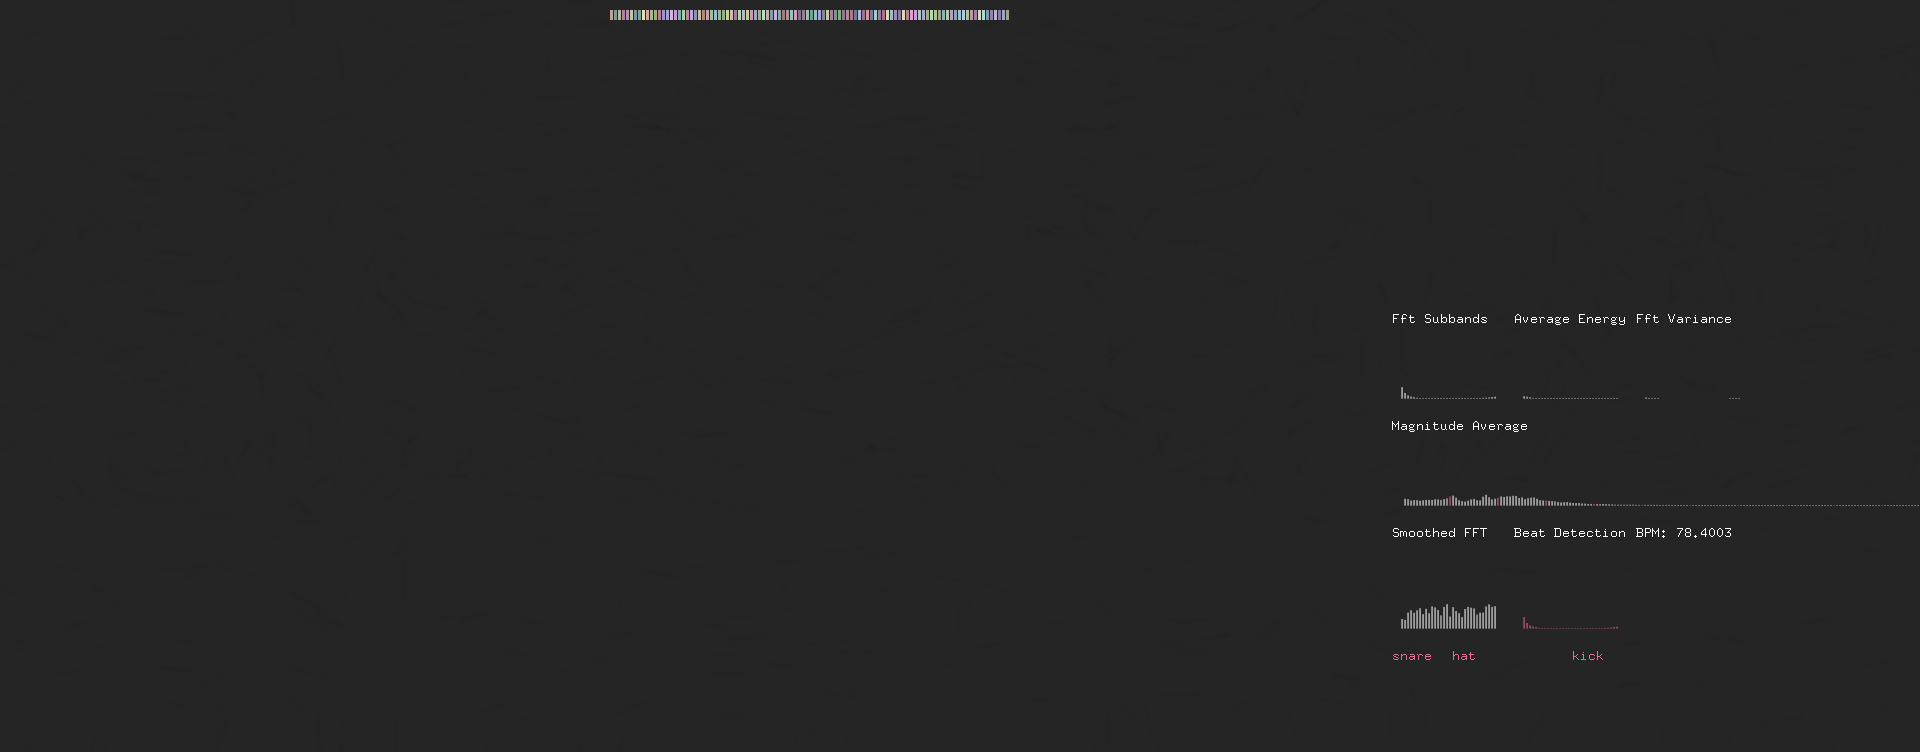 Fft Subbands Average Energy Fft Variance
Magnitude Average
Smoothed FFT Beat Detection BPM: 78.4003
snare hat kick